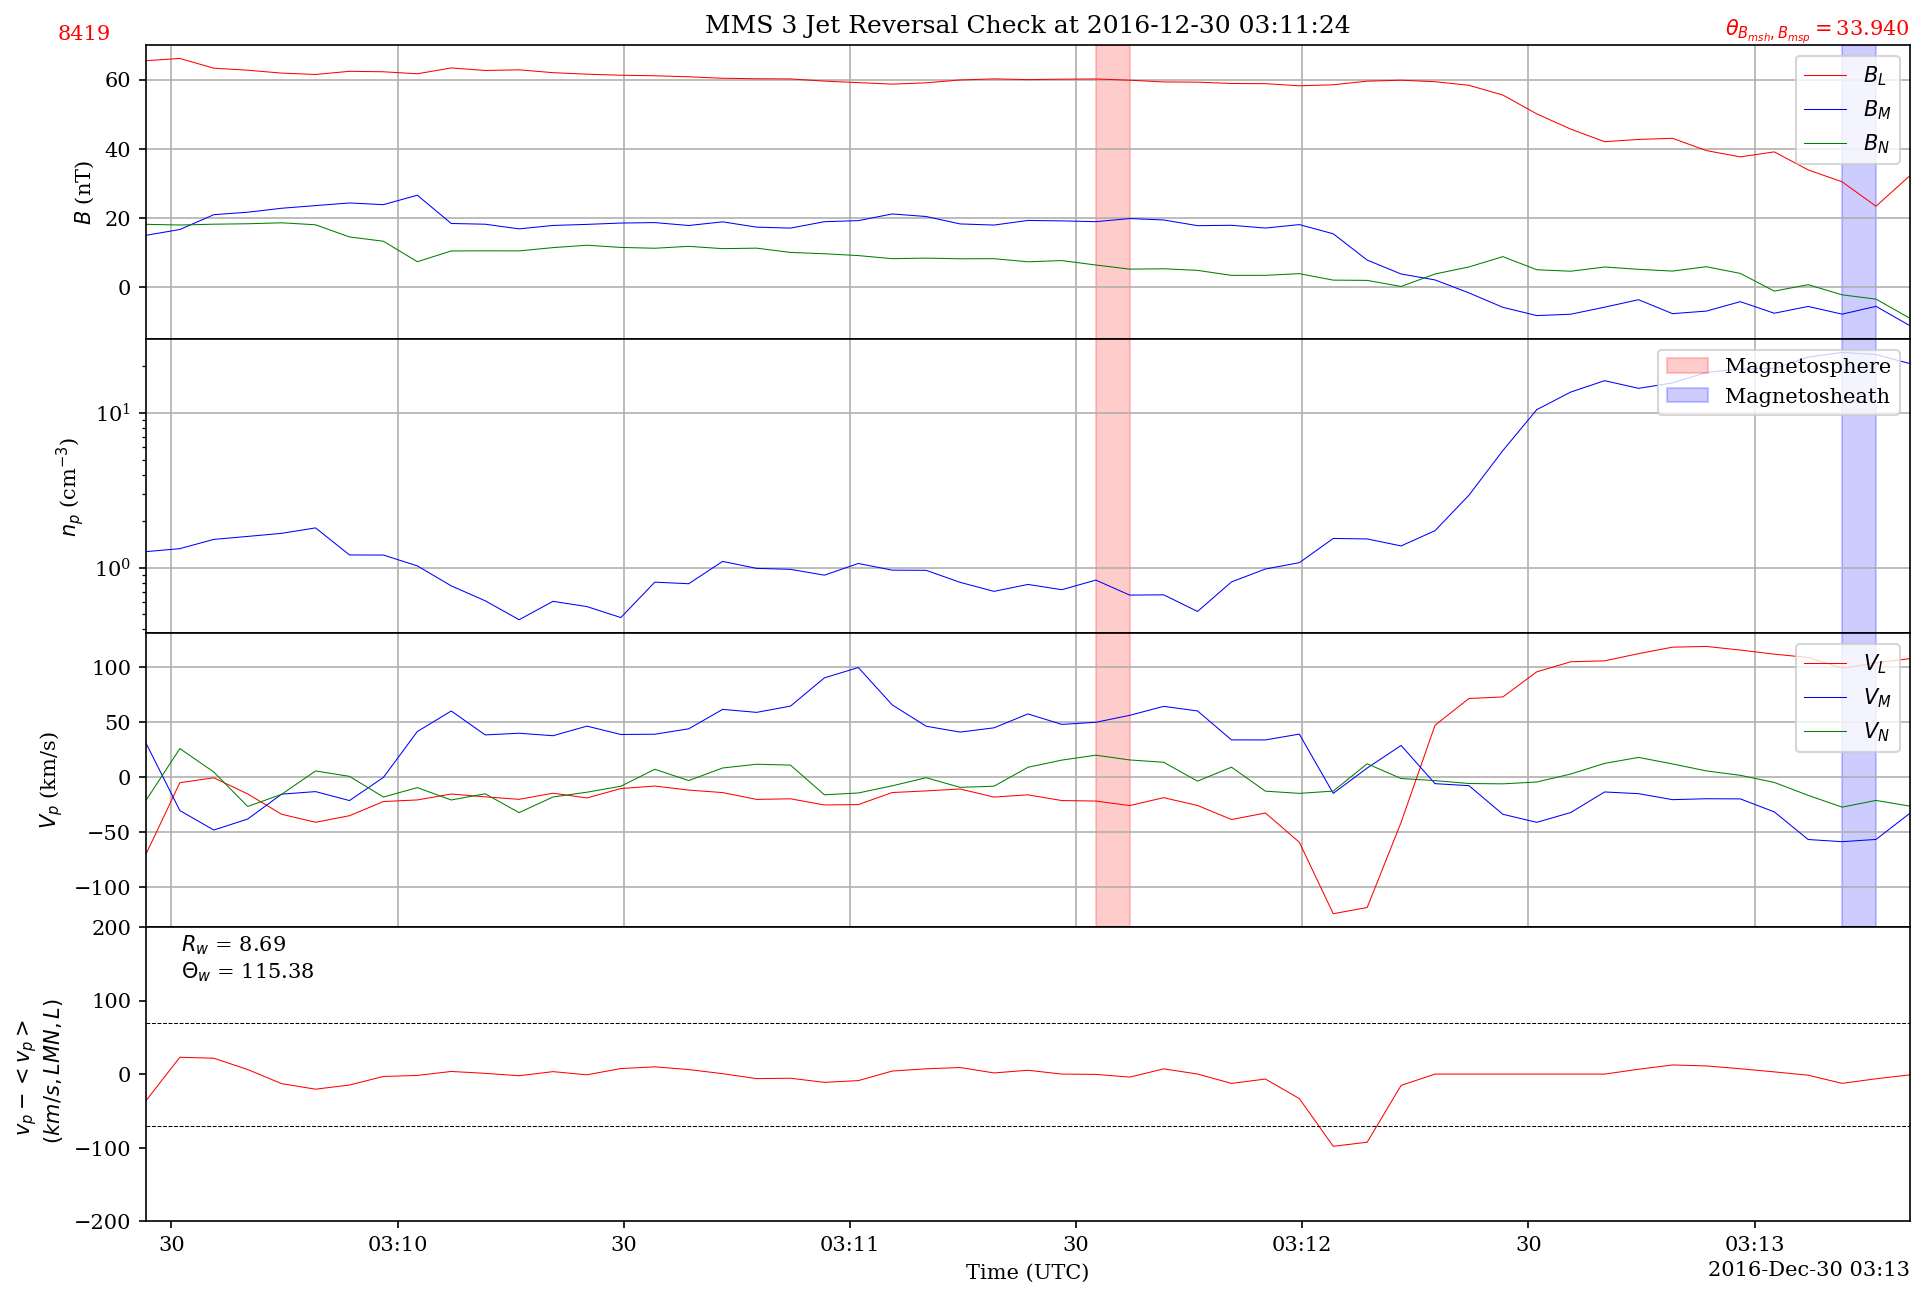 8419
MMS 3 Jet Reversal Check at 2016-12-30 03:11:24
θ_{B_{msh}, B_{msp}} = 33.940
60
40
20
0
B (nT)
B_L
B_M
B_N
10^1
10^0
n_p (cm^{-3})
Magnetosphere
Magnetosheath
100
50
0
−50
−100
V_p (km/s)
V_L
V_M
V_N
200
100
0
−100
−200
v_p − < v_p >
(km/s, LMN, L)
R_w = 8.69
Θ_w = 115.38
30
03:10
30
03:11
30
03:12
30
03:13
Time (UTC)
2016-Dec-30 03:13